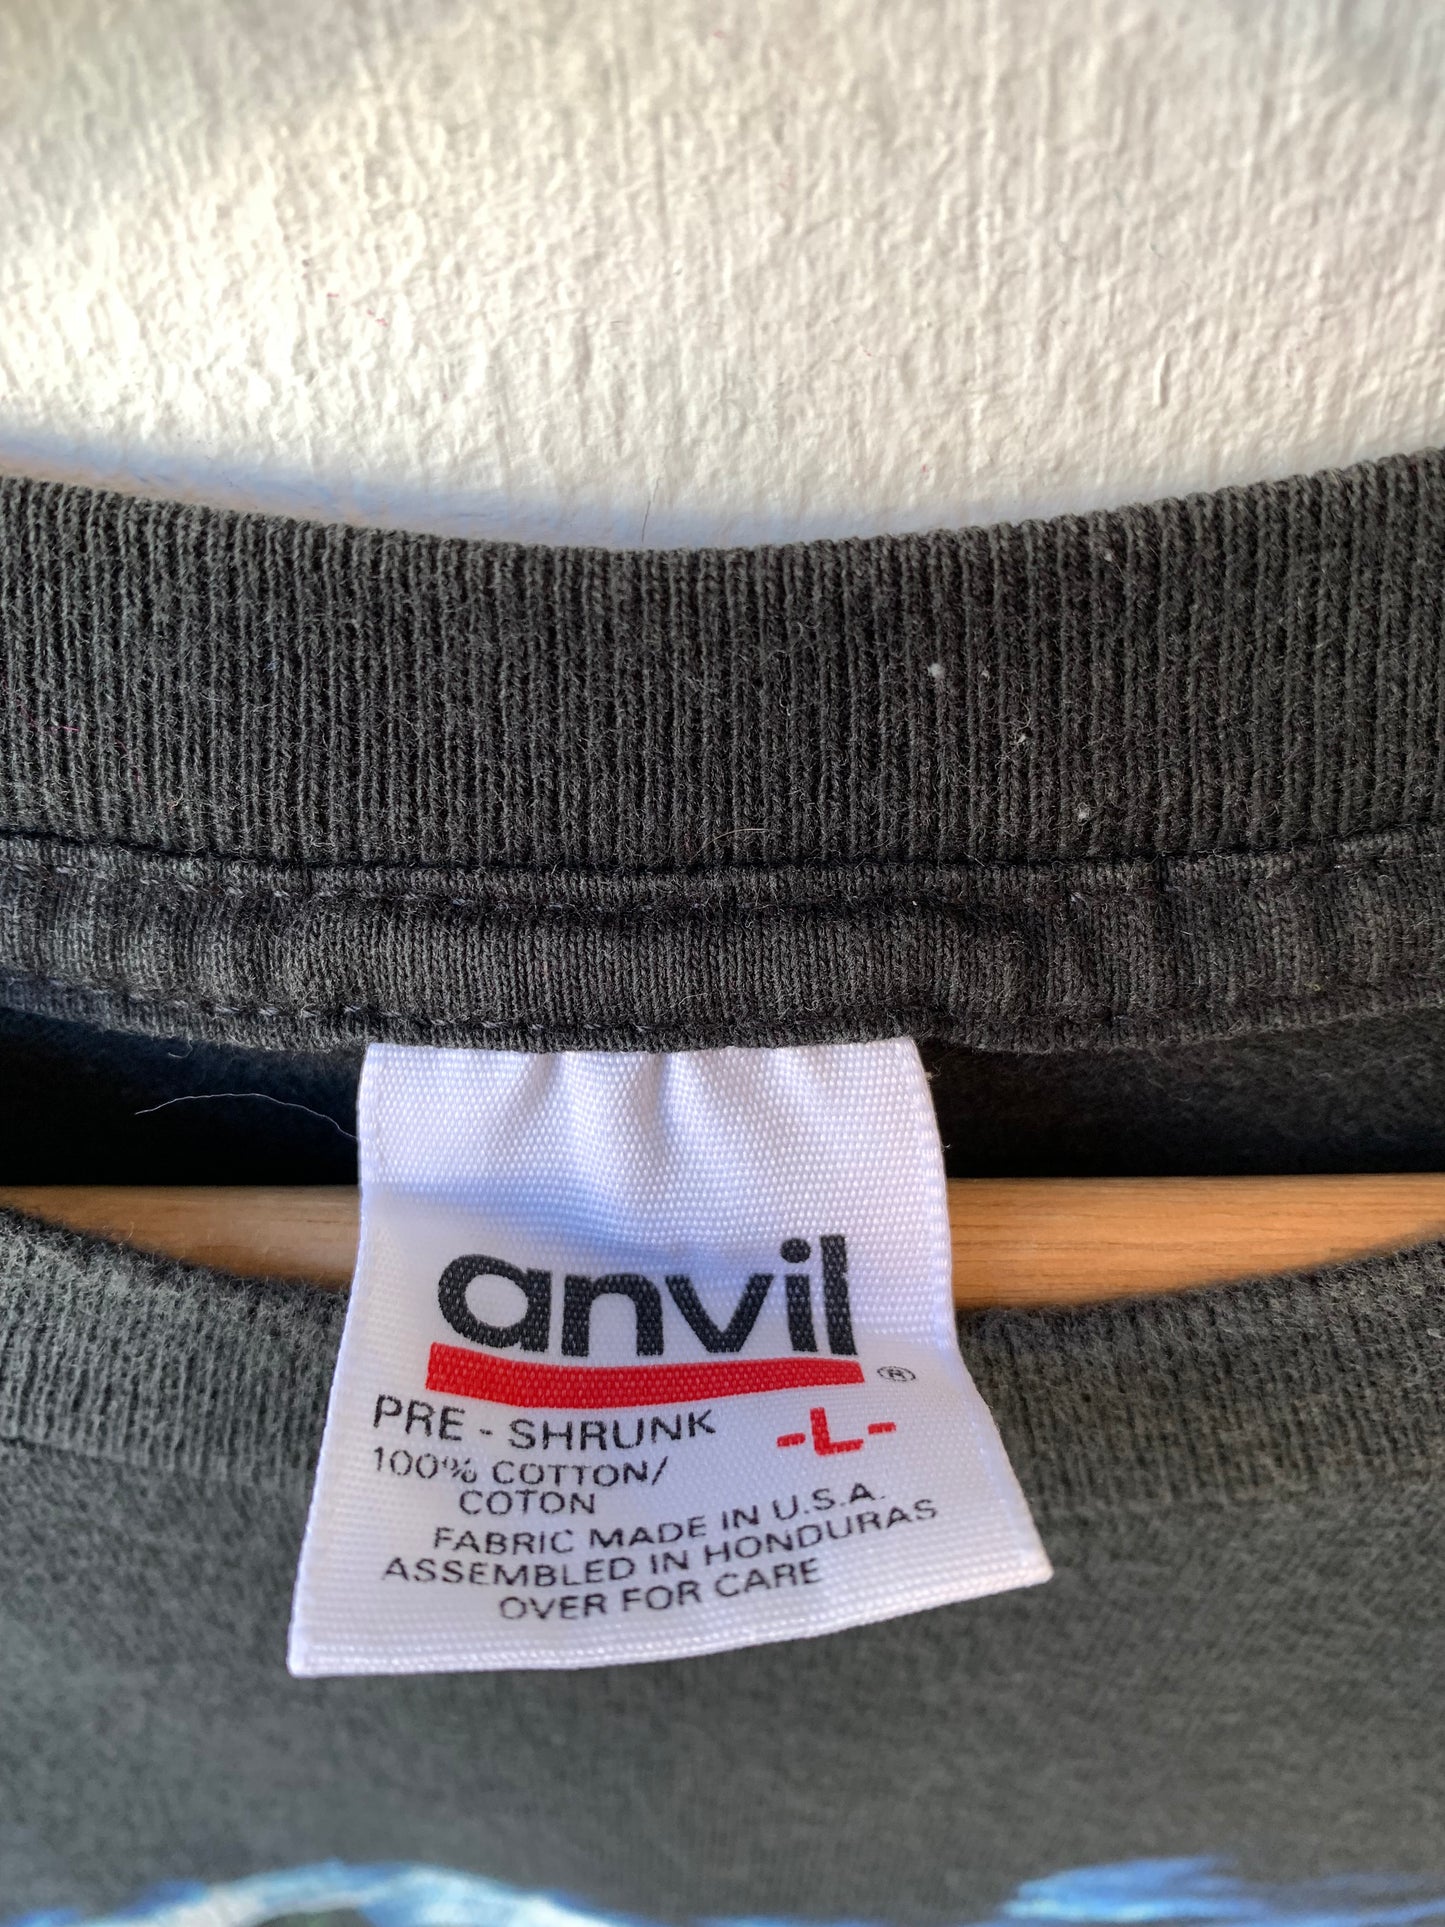 anvil
®
PRE - SHRUNK -L-
100% COTTON/
COTON
FABRIC MADE IN U.S.A.
ASSEMBLED IN HONDURAS
OVER FOR CARE